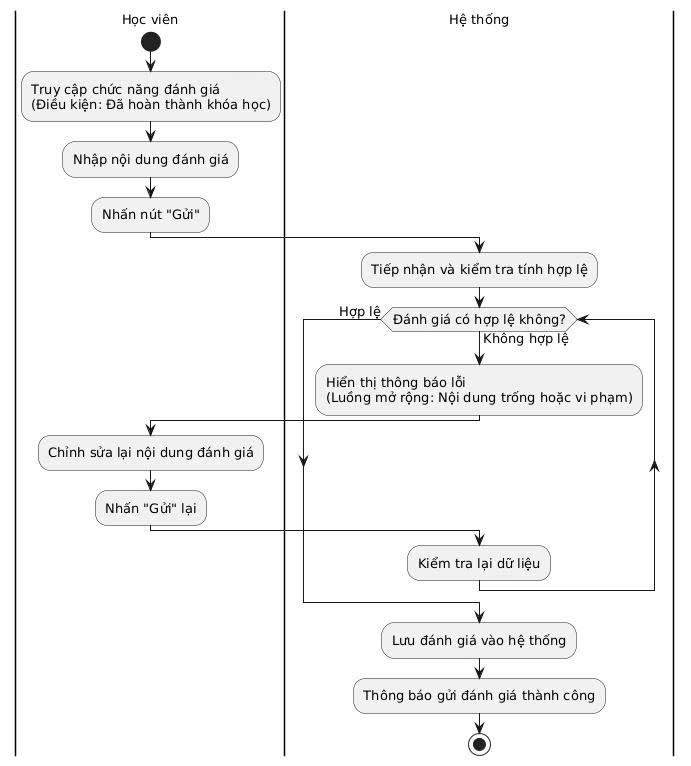 Học viên
Hệ thống
Truy cập chức năng đánh giá
(Điều kiện: Đã hoàn thành khóa học)
Nhập nội dung đánh giá
Nhấn nút "Gửi"
Tiếp nhận và kiểm tra tính hợp lệ
Hợp lệ
Đánh giá có hợp lệ không?
Không hợp lệ
Hiển thị thông báo lỗi
(Luồng mở rộng: Nội dung trống hoặc vi phạm)
Chỉnh sửa lại nội dung đánh giá
Nhấn "Gửi" lại
Kiểm tra lại dữ liệu
Lưu đánh giá vào hệ thống
Thông báo gửi đánh giá thành công